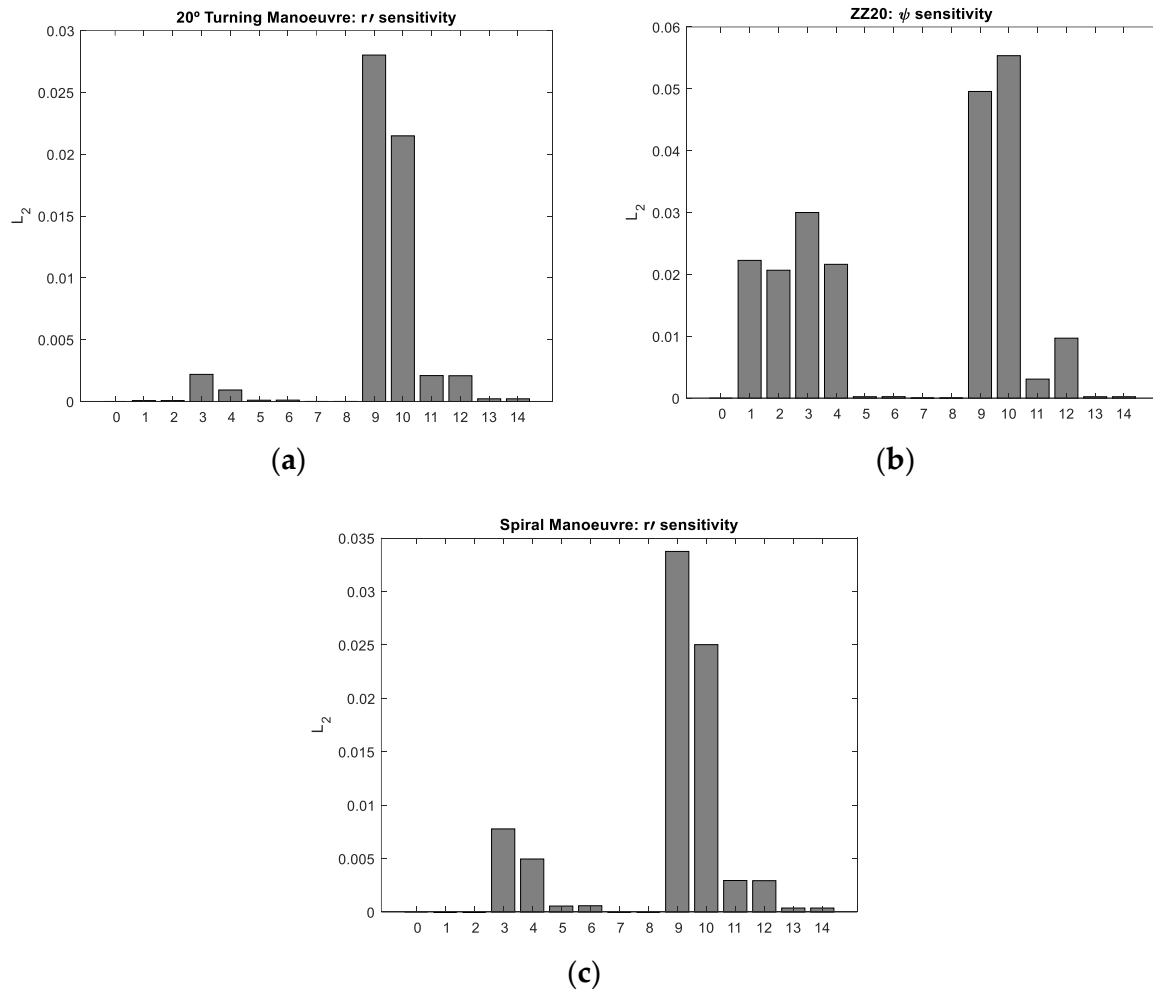 20º Turning Manoeuvre: r′ sensitivity
0.03
0.025
0.02
0.015
0.01
0.005
0
L2
0 1 2 3 4 5 6 7 8 9 10 11 12 13 14
(a)
ZZ20: ψ sensitivity
0.06
0.05
0.04
0.03
0.02
0.01
0
L2
0 1 2 3 4 5 6 7 8 9 10 11 12 13 14
(b)
Spiral Manoeuvre: r′ sensitivity
0.035
0.03
0.025
0.02
0.015
0.01
0.005
0
L2
0 1 2 3 4 5 6 7 8 9 10 11 12 13 14
(c)